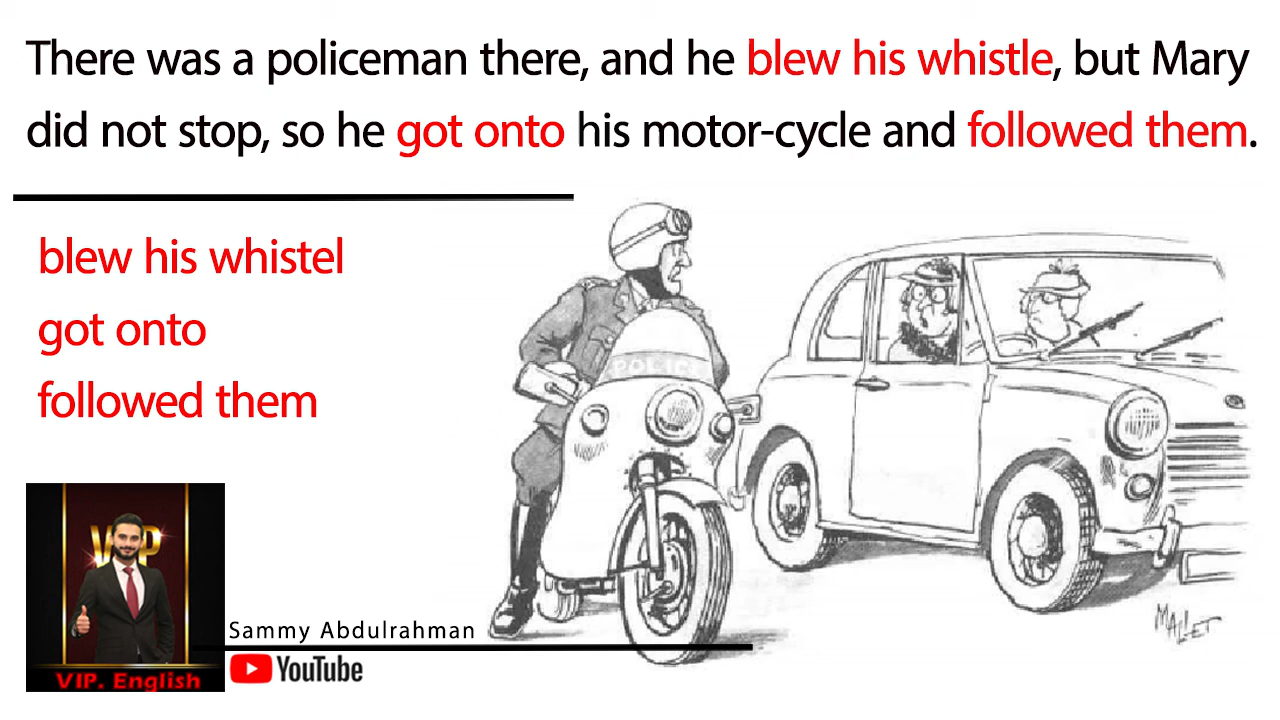 There was a policeman there, and he blew his whistle, but Mary
did not stop, so he got onto his motor-cycle and followed them.
blew his whistel
got onto
followed them
POLICE
VIP
Sammy Abdulrahman
VIP. English
YouTube
MALLET